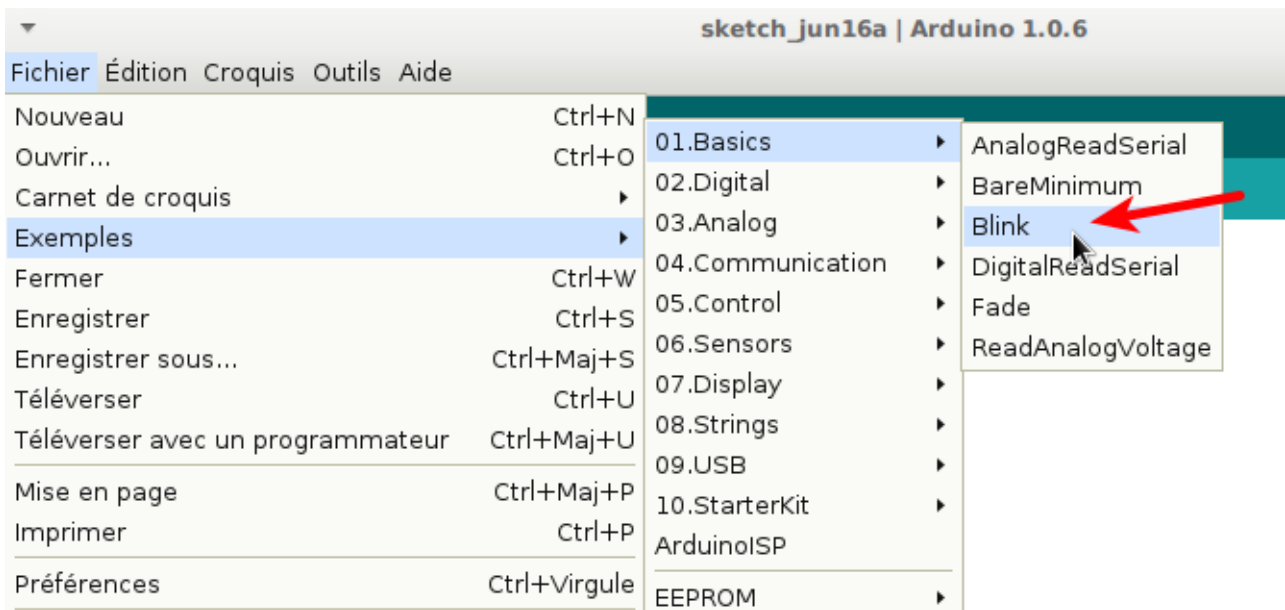 sketch_jun16a | Arduino 1.0.6
Fichier Édition Croquis Outils Aide
Nouveau Ctrl+N
Ouvrir... Ctrl+O
Carnet de croquis
Exemples
Fermer Ctrl+W
Enregistrer Ctrl+S
Enregistrer sous... Ctrl+Maj+S
Téléverser Ctrl+U
Téléverser avec un programmateur Ctrl+Maj+U
Mise en page Ctrl+Maj+P
Imprimer Ctrl+P
Préférences Ctrl+Virgule
01.Basics
02.Digital
03.Analog
04.Communication
05.Control
06.Sensors
07.Display
08.Strings
09.USB
10.StarterKit
ArduinoISP
EEPROM
AnalogReadSerial
BareMinimum
Blink
DigitalReadSerial
Fade
ReadAnalogVoltage